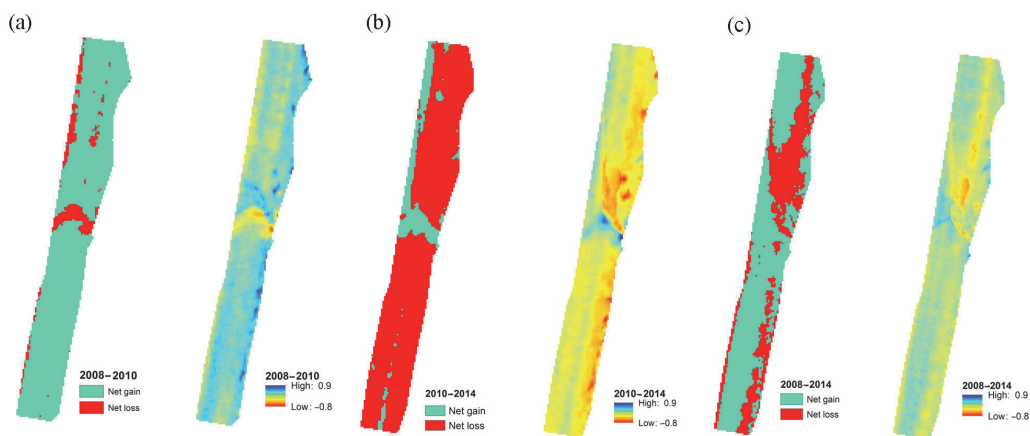 (a)
(b)
(c)
2008–2010
Net gain
Net loss
2008–2010
High: 0.9
Low: –0.8
2010–2014
Net gain
Net loss
2010–2014
High: 0.9
Low: –0.8
2008–2014
Net gain
Net loss
2008–2014
High: 0.9
Low: –0.8